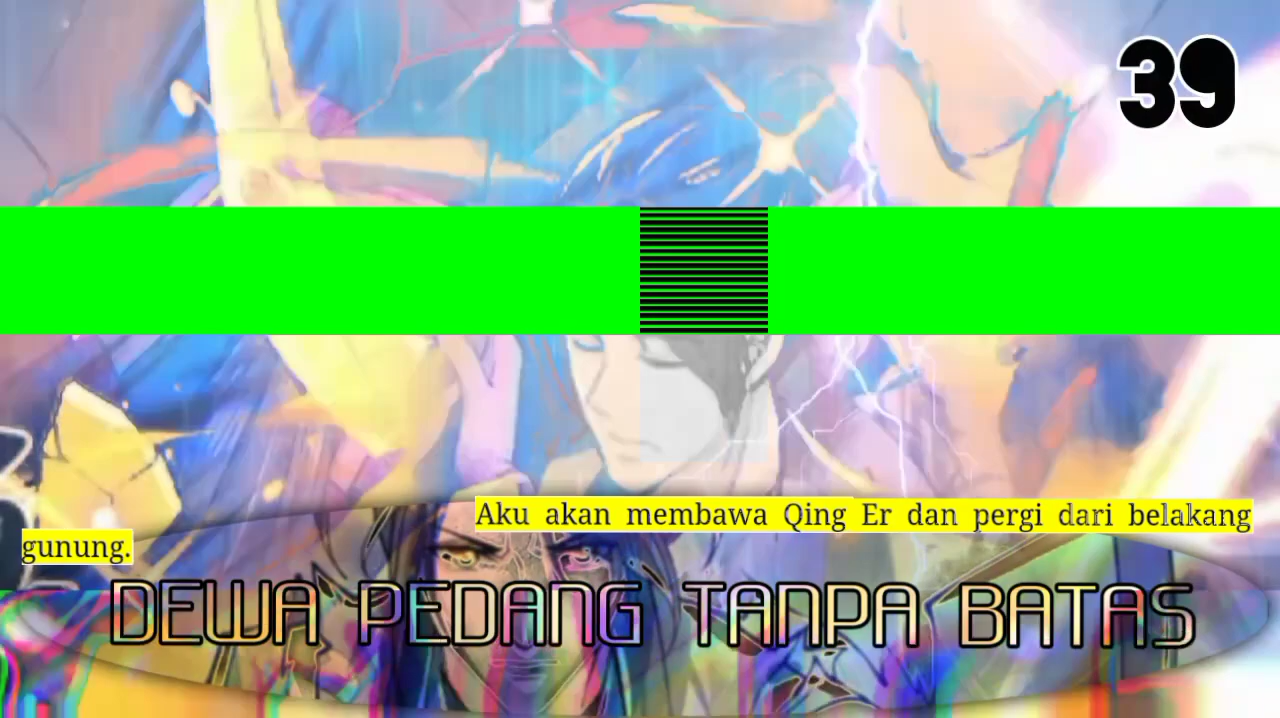 39
Aku akan membawa Qing Er dan pergi dari belakang
gunung.
DEWA PEDANG TANPA BATAS